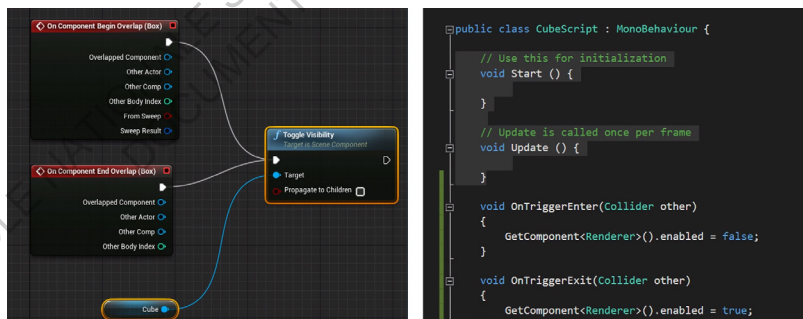 On Component Begin Overlap (Box)
Overlapped Component
Other Actor
Other Comp
Other Body Index
From Sweep
Sweep Result
On Component End Overlap (Box)
Overlapped Component
Other Actor
Other Comp
Other Body Index
f Toggle Visibility
Target is Scene Component
Target
Propagate to Children
Cube
public class CubeScript : MonoBehaviour {
// Use this for initialization
void Start () {
}
// Update is called once per frame
void Update () {
}
void OnTriggerEnter(Collider other)
{
GetComponent<Renderer>().enabled = false;
}
void OnTriggerExit(Collider other)
{
GetComponent<Renderer>().enabled = true;